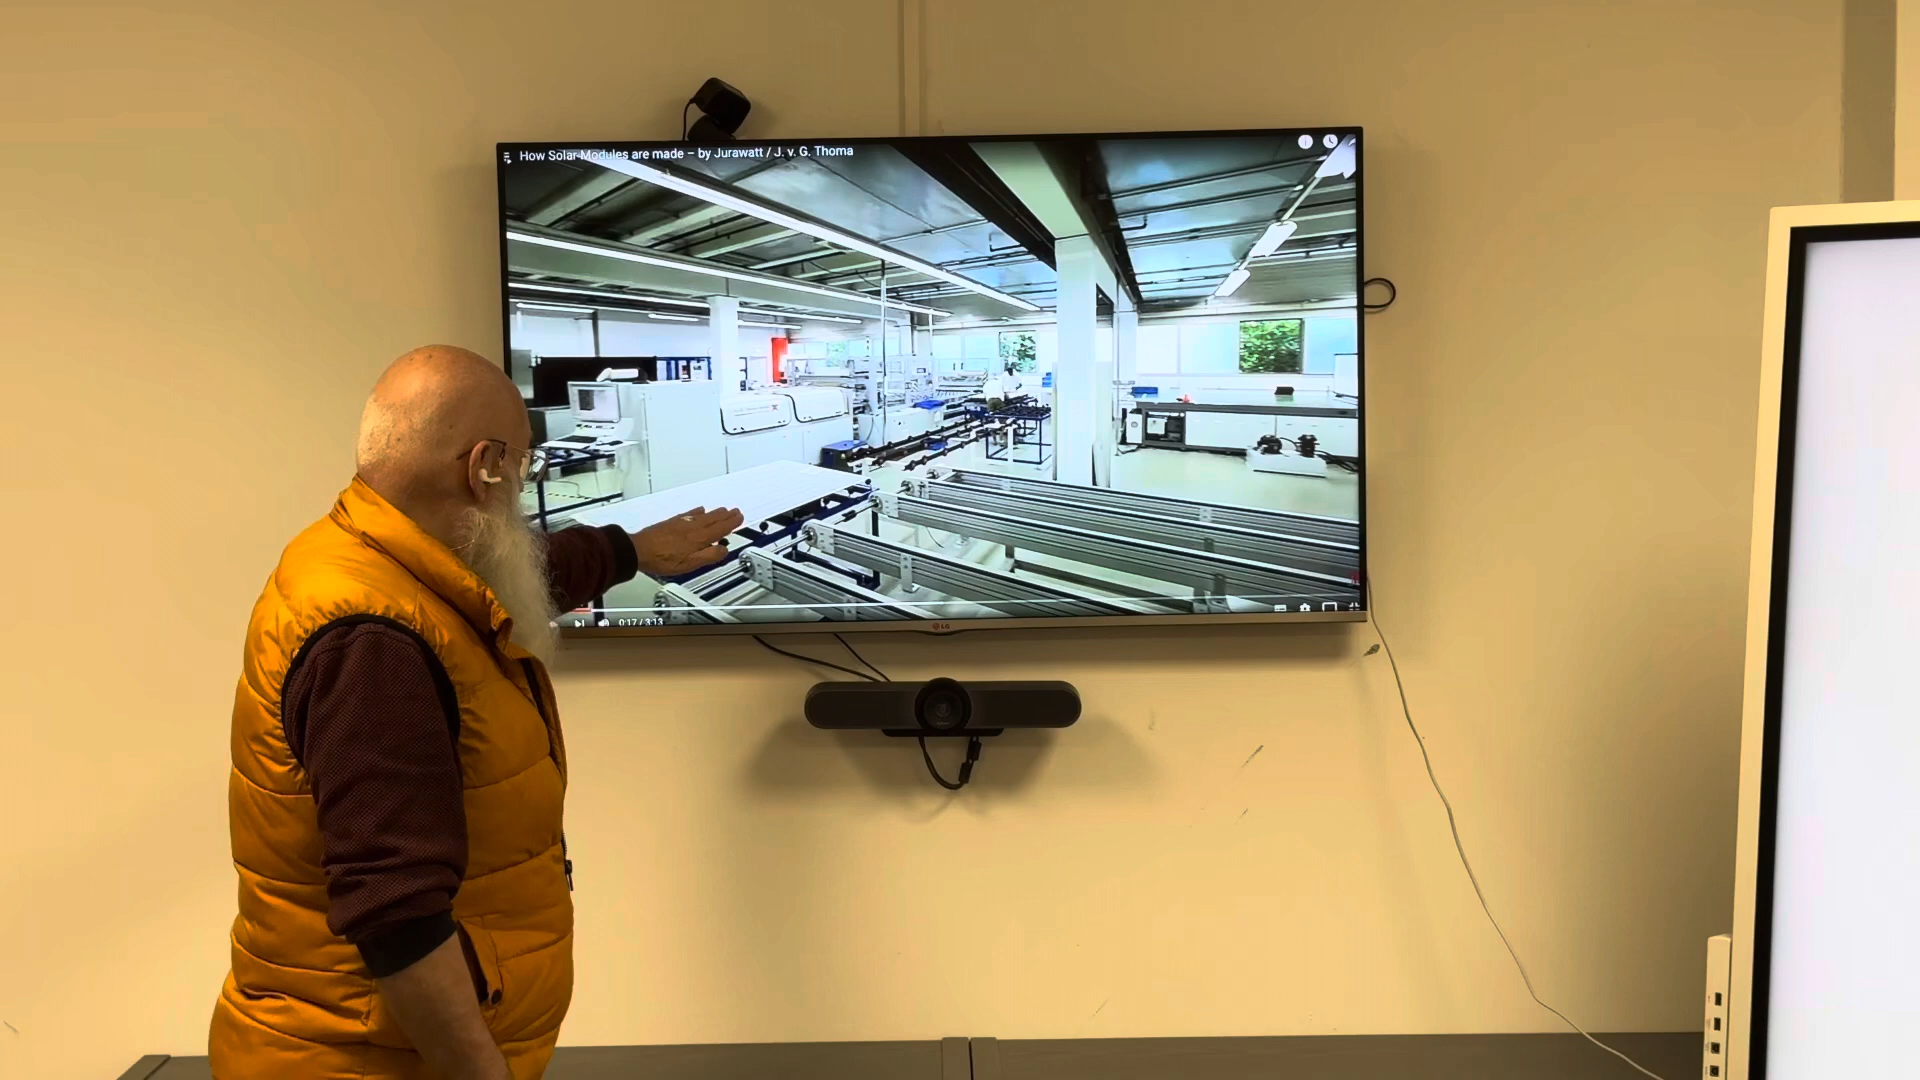 How Solar-Modules are made – by Jurawatt / J. v. G. Thoma
0:17 / 3:13
LG